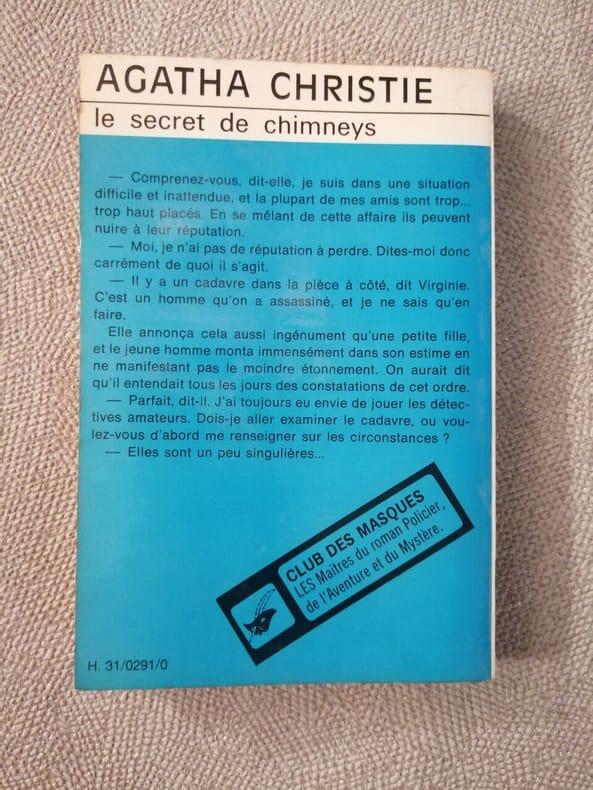 AGATHA CHRISTIE
le secret de chimneys
— Comprenez-vous, dit-elle, je suis dans une situation
difficile et inattendue, et la plupart de mes amis sont trop...
trop haut placés. En se mêlant de cette affaire ils peuvent
nuire à leur réputation.
— Moi, je n'ai pas de réputation à perdre. Dites-moi donc
carrément de quoi il s'agit.
— Il y a un cadavre dans la pièce à côté, dit Virginie.
C'est un homme qu'on a assassiné, et je ne sais qu'en
faire.
Elle annonça cela aussi ingénument qu'une petite fille,
et le jeune homme monta immensément dans son estime en
ne manifestant pas le moindre étonnement. On aurait dit
qu'il entendait tous les jours des constatations de cet ordre.
— Parfait, dit-il. J'ai toujours eu envie de jouer les détec-
tives amateurs. Dois-je aller examiner le cadavre, ou vou-
lez-vous d'abord me renseigner sur les circonstances ?
— Elles sont un peu singulières...
CLUB DES MASQUES
LES Maîtres du roman Policier,
de l'Aventure et du Mystère.
H. 31/0291/0